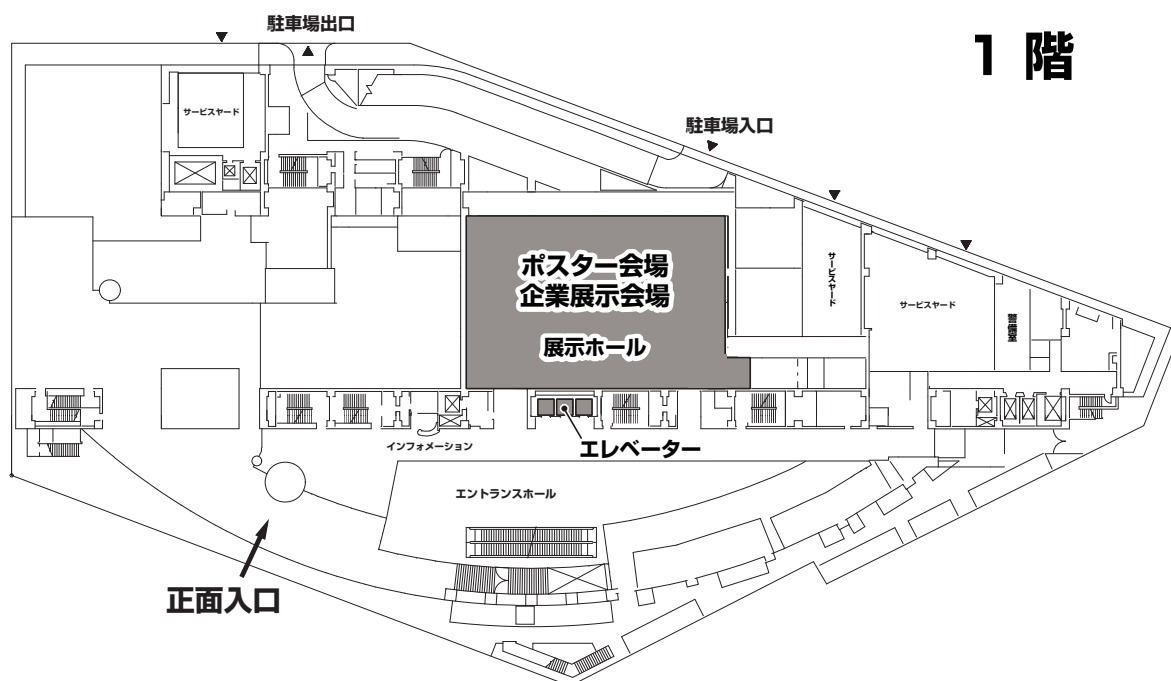 1 階
駐車場出口
サービスヤード
駐車場入口
ポスター会場
企業展示会場
展示ホール
サービスヤード
サービスヤード
警備室
インフォメーション
エレベーター
エントランスホール
正面入口